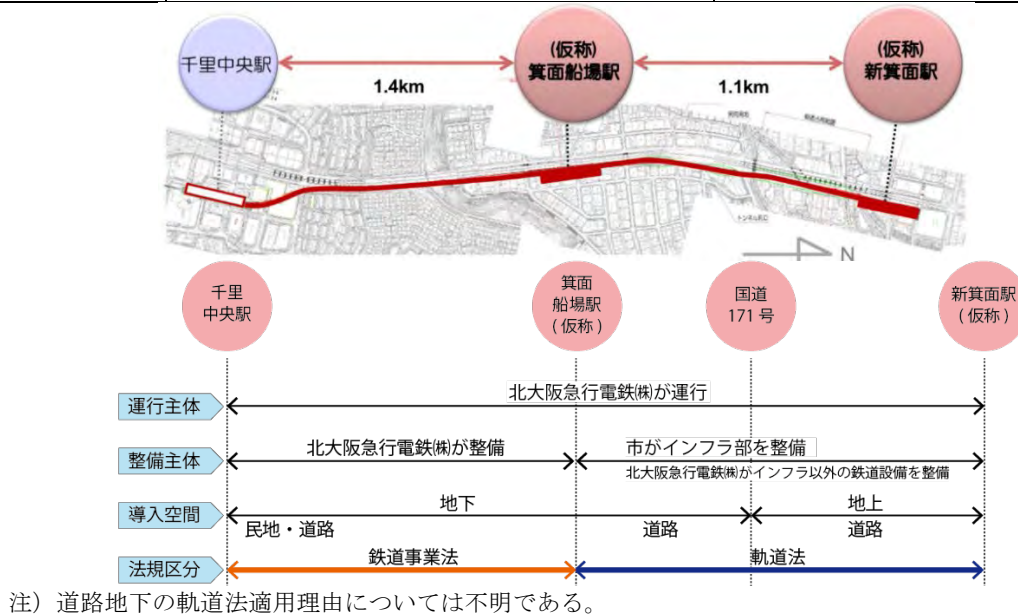 千里中央駅
(仮称)
箕面船場駅
(仮称)
新箕面駅
1.4km
1.1km
N
千里
中央駅
箕面
船場駅
(仮称)
国道
171号
新箕面駅
(仮称)
運行主体
北大阪急行電鉄㈱が運行
整備主体
北大阪急行電鉄㈱が整備
市がインフラ部を整備
北大阪急行電鉄㈱がインフラ以外の鉄道設備を整備
導入空間
地下
地上
民地・道路
道路
道路
法規区分
鉄道事業法
軌道法
注）道路地下の軌道法適用理由については不明である。